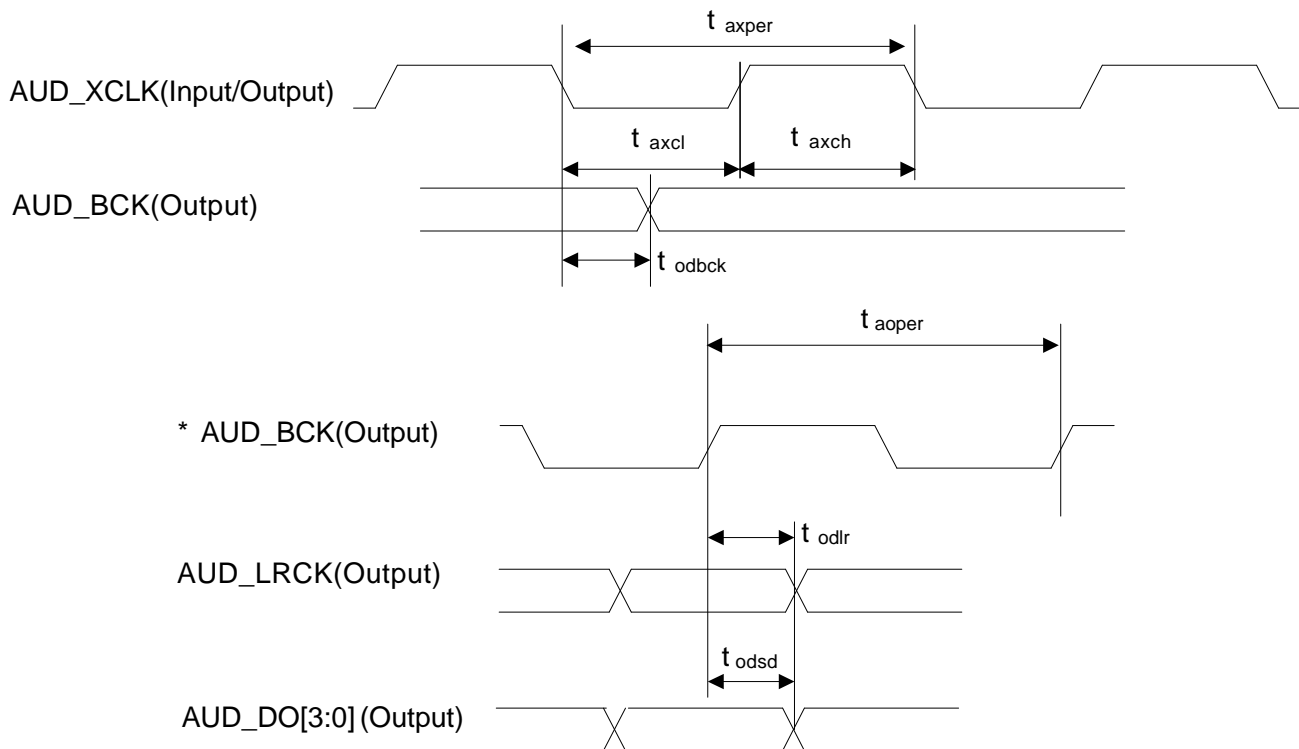 t axper
AUD_XCLK(Input/Output)
t axcl
t axch
AUD_BCK(Output)
t odbck
t aoper
* AUD_BCK(Output)
t odlr
AUD_LRCK(Output)
t odsd
AUD_DO[3:0] (Output)